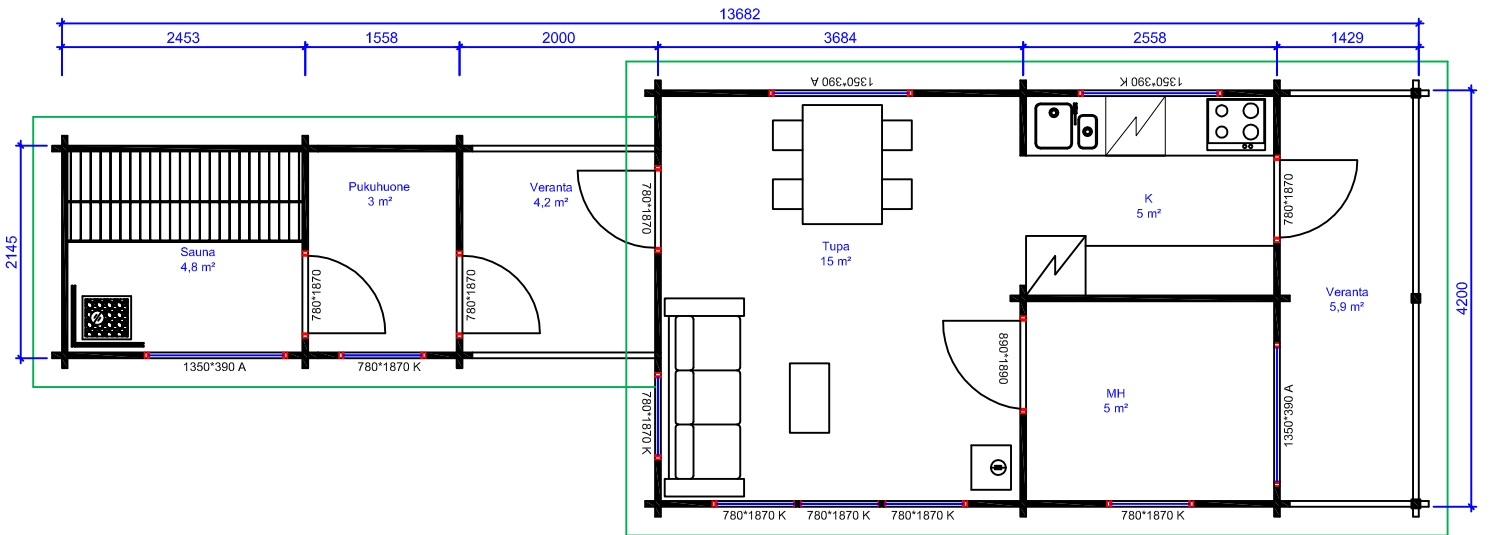 13682
2453
1558
2000
3684
2558
1429
1350*390 A
1350*390 K
Pukuhuone
3 m²
Veranta
4,2 m²
780*1870
780*1870
K
5 m²
Sauna
4,8 m²
Tupa
15 m²
2145
780*1870
780*1870
Veranta
5,9 m²
4200
890*1890
1350*390 A
780*1870 K
780*1870 K
MH
5 m²
1350*390 A
780*1870 K
780*1870 K
780*1870 K
780*1870 K